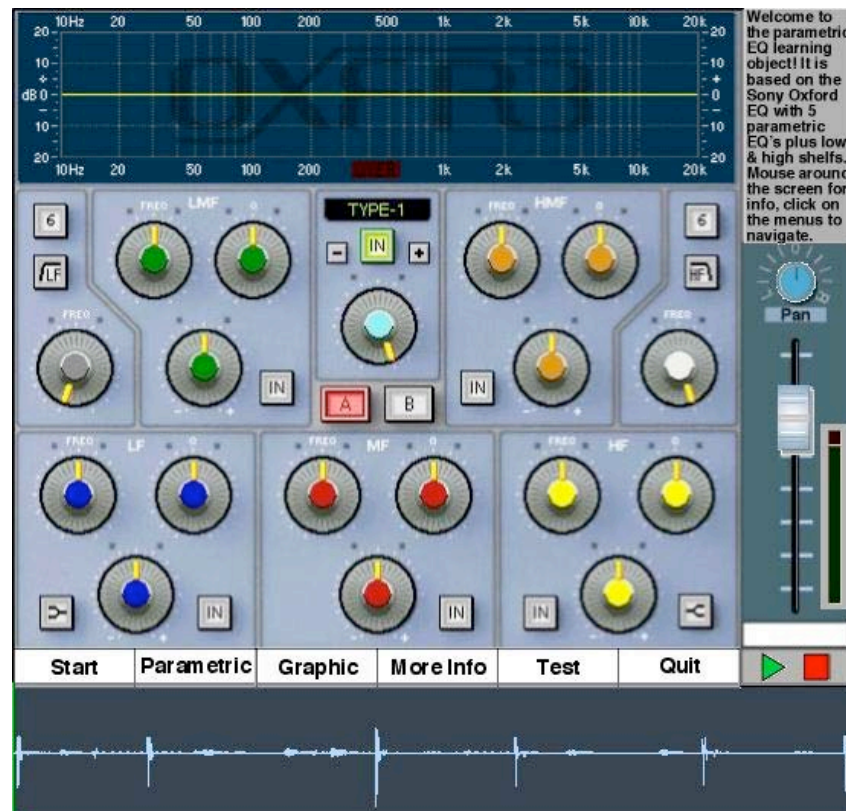 10Hz 20 50 100 200 500 1k 2k 5k 10k 20k
20 20
10 10
+ +
dB 0 0
- -
10 10
20 20
10Hz 20 50 100 200 OVER 1k 2k 5k 10k 20k
OXFRD
Welcome to
the parametric
EQ learning
object! It is
based on the
Sony Oxford
EQ with 5
parametric
EQ's plus low
& high shelfs.
Mouse around
the screen for
info, click on
the menus to
navigate.
6 FREQ LMF Q TYPE-1 FREQ HMF Q 6
LF - IN + HF
FREQ FREQ
IN IN
- + - +
A B
FREQ LF Q FREQ MF Q FREQ HF Q
IN IN IN
- + - + - +
L R
Pan
Start Parametric Graphic More Info Test Quit